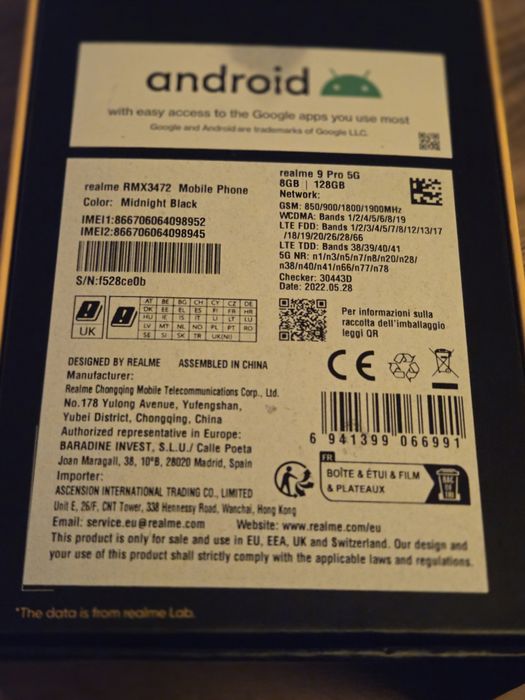 android
with easy access to the Google apps you use most
Google and Android are trademarks of Google LLC.
realme RMX3472 Mobile Phone
Color: Midnight Black
IMEI1:866706064098952
IMEI2:866706064098945
S/N:f528ce0b
realme 9 Pro 5G
8GB | 128GB
Network:
GSM: 850/900/1800/1900MHz
WCDMA: Bands 1/2/4/5/6/8/19
LTE FDD: Bands 1/2/3/4/5/7/8/12/13/17
/18/19/20/26/28/66
LTE TDD: Bands 38/39/40/41
5G NR: n1/n3/n5/n7/n8/n20/n28/
n38/n40/n41/n66/n77/n78
Checker: 30443D
Date: 2022.05.28
UK
AT BE BG CH CY CZ DE
DK EE EL ES FI FR HR
HU IE IS IT LI LT LU
LV MT NL NO PL PT RO
SE SI SK TR UK(NI)
Per informazioni sulla
raccolta dell'imballaggio
leggi QR
DESIGNED BY REALME ASSEMBLED IN CHINA
Manufacturer:
Realme Chongqing Mobile Telecommunications Corp., Ltd.
No.178 Yulong Avenue, Yufengshan,
Yubei District, Chongqing, China
Authorized representative in Europe:
BARADINE INVEST, S.L.U./ Calle Poeta
Joan Maragall, 38, 10ºB, 28020 Madrid, Spain
Importer:
ASCENSION INTERNATIONAL TRADING CO., LIMITED
Unit E, 26/F, CNT Tower, 338 Hennessy Road, Wanchai, Hong Kong
CE
6 941399 066991
FR
BOÎTE & ÉTUI & FILM
& PLATEAUX
BAC DE TRI
Email: service.eu@realme.com Website: www.realme.com/eu
This product is only for sale and use in EU, EEA, UK and Switzerland. Our design and
your use of this product shall strictly comply with the applicable laws and regulations.
*The data is from realme Lab.